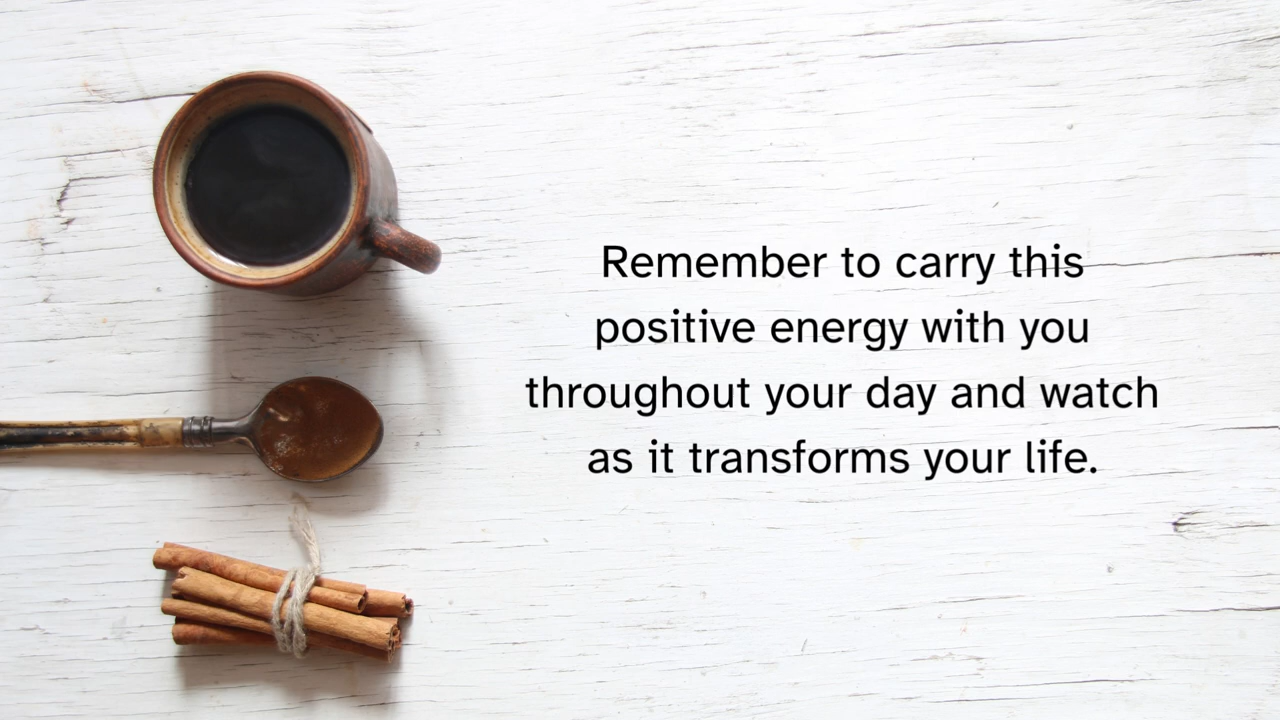 Remember to carry this
positive energy with you
throughout your day and watch
as it transforms your life.